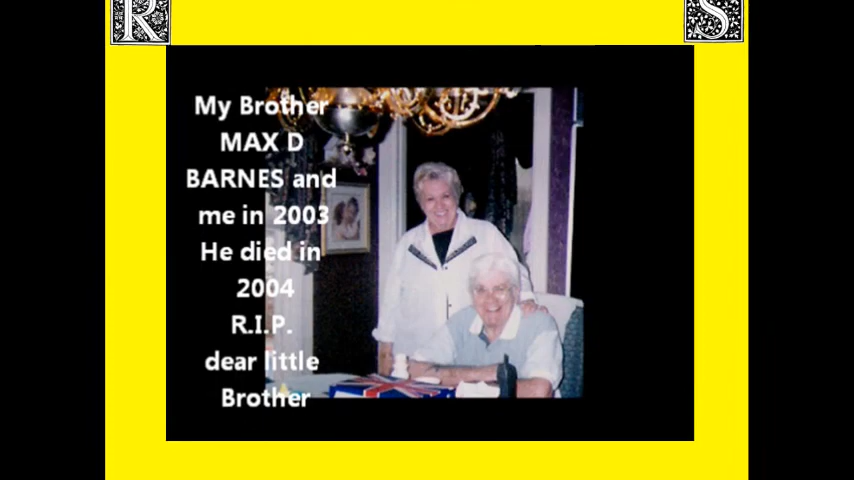 R S
My Brother
MAX D
BARNES and
me in 2003
He died in
2004
R.I.P.
dear little
Brother